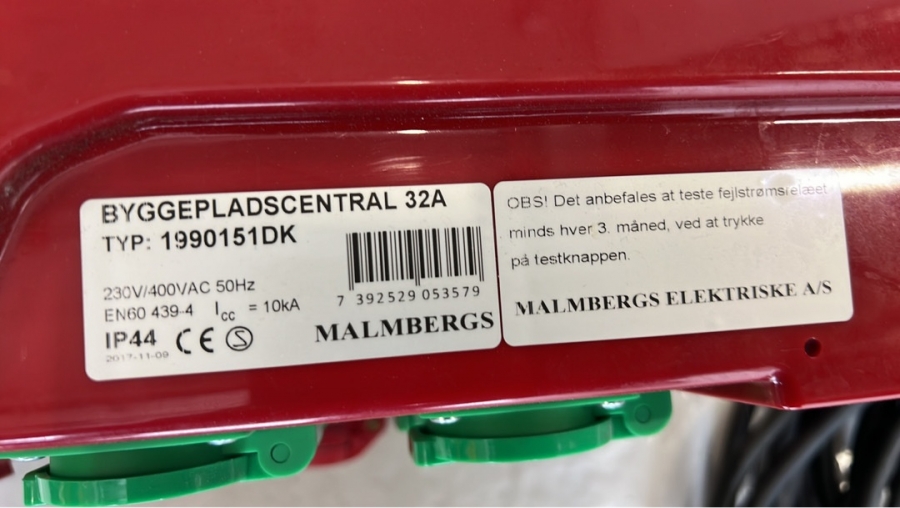 BYGGEPLADSCENTRAL 32A
TYP: 1990151DK
230V/400VAC 50Hz
EN60 439-4 Icc = 10kA
IP44 CE S
2017-11-09
7 392529 053579
MALMBERGS
OBS! Det anbefales at teste fejlstrømsrelæet
minds hver 3. måned, ved at trykke
på testknappen.
MALMBERGS ELEKTRISKE A/S